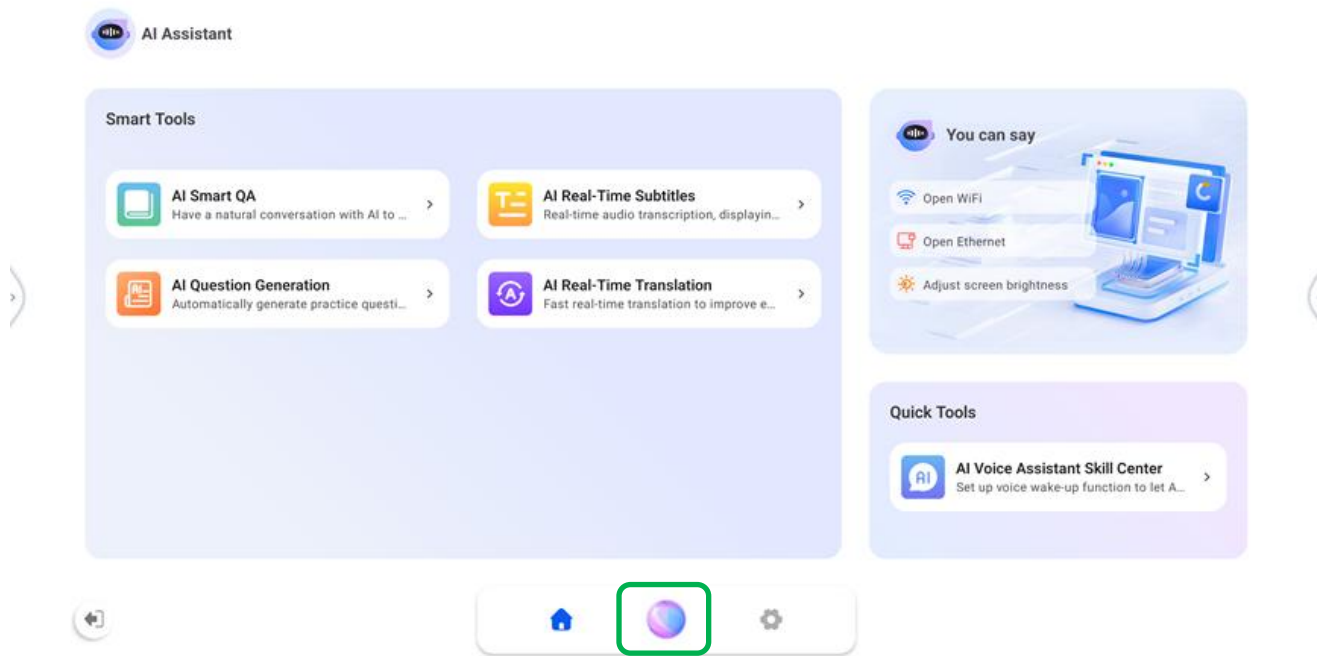 AI Assistant
Smart Tools
AI Smart QA
Have a natural conversation with AI to ...
AI Real-Time Subtitles
Real-time audio transcription, displayin...
AI Question Generation
Automatically generate practice questi...
AI Real-Time Translation
Fast real-time translation to improve e...
You can say
Open WiFi
Open Ethernet
Adjust screen brightness
Quick Tools
AI Voice Assistant Skill Center
Set up voice wake-up function to let A...